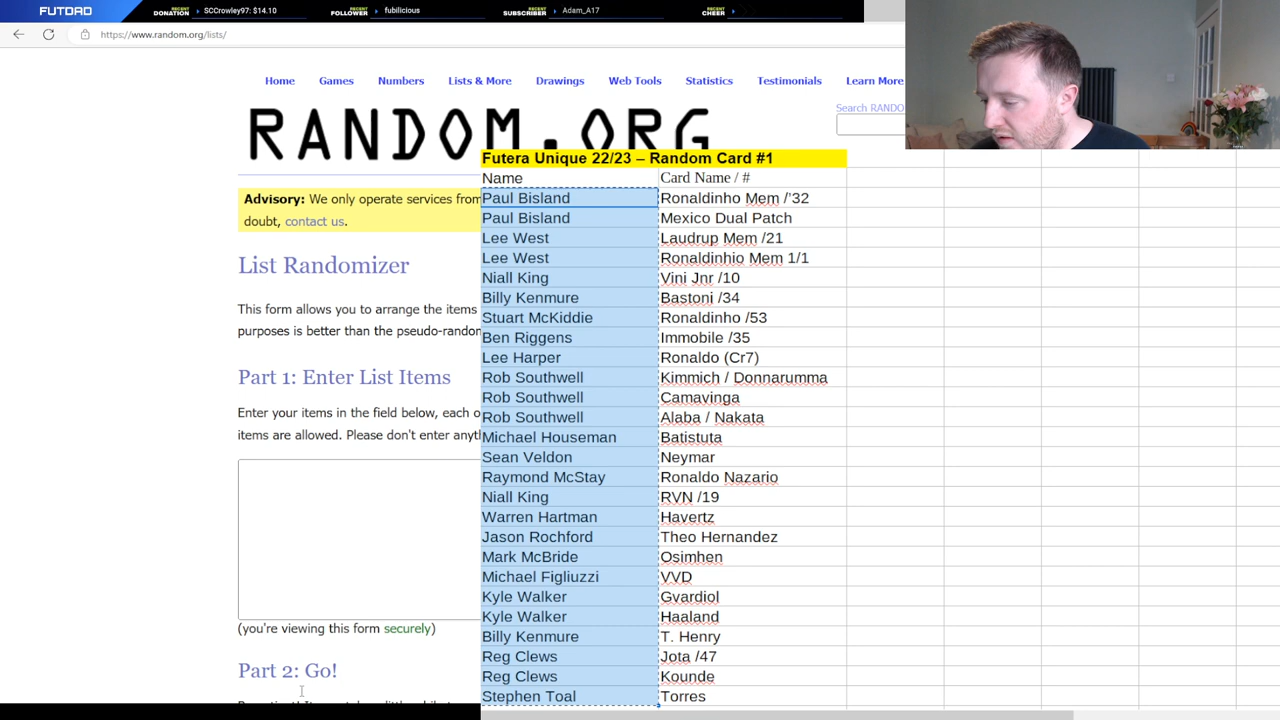 FUTDAD
RECENT DONATION SCCrowley97: $14.10
RECENT FOLLOWER fubilicious
RECENT SUBSCRIBER Adam_A17
RECENT CHEER
https://www.random.org/lists/
Home Games Numbers Lists & More Drawings Web Tools Statistics Testimonials Learn More
RANDOM.ORG
Search RANDO
Advisory: We only operate services from
doubt, contact us.
List Randomizer
This form allows you to arrange the items
purposes is better than the pseudo-rando
Part 1: Enter List Items
Enter your items in the field below, each o
items are allowed. Please don't enter anyt
(you're viewing this form securely)
Part 2: Go!
Futera Unique 22/23 – Random Card #1
Name Card Name / #
Paul Bisland Ronaldinho Mem /'32
Paul Bisland Mexico Dual Patch
Lee West Laudrup Mem /21
Lee West Ronaldinhio Mem 1/1
Niall King Vini Jnr /10
Billy Kenmure Bastoni /34
Stuart McKiddie Ronaldinho /53
Ben Riggens Immobile /35
Lee Harper Ronaldo (Cr7)
Rob Southwell Kimmich / Donnarumma
Rob Southwell Camavinga
Rob Southwell Alaba / Nakata
Michael Houseman Batistuta
Sean Veldon Neymar
Raymond McStay Ronaldo Nazario
Niall King RVN /19
Warren Hartman Havertz
Jason Rochford Theo Hernandez
Mark McBride Osimhen
Michael Figliuzzi VVD
Kyle Walker Gvardiol
Kyle Walker Haaland
Billy Kenmure T. Henry
Reg Clews Jota /47
Reg Clews Kounde
Stephen Toal Torres